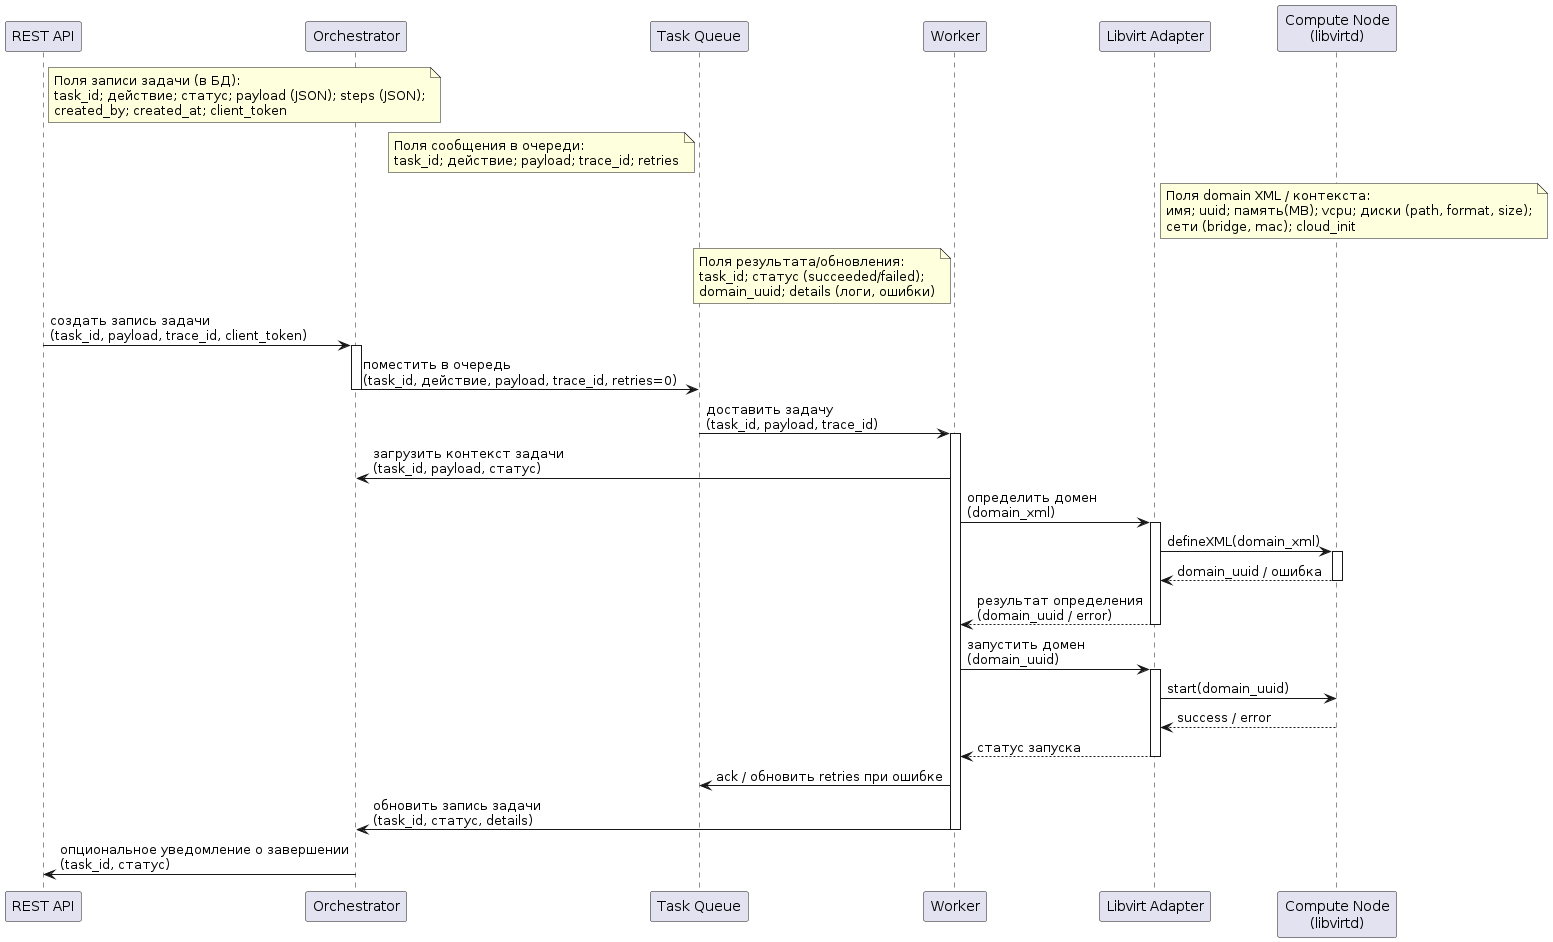 REST API
Orchestrator
Task Queue
Worker
Libvirt Adapter
Compute Node
(libvirtd)
Поля записи задачи (в БД):
task_id; действие; статус; payload (JSON); steps (JSON);
created_by; created_at; client_token
Поля сообщения в очереди:
task_id; действие; payload; trace_id; retries
Поля domain XML / контекста:
имя; uuid; память(MB); vcpu; диски (path, format, size);
сети (bridge, mac); cloud_init
Поля результата/обновления:
task_id; статус (succeeded/failed);
domain_uuid; details (логи, ошибки)
создать запись задачи
(task_id, payload, trace_id, client_token)
поместить в очередь
(task_id, действие, payload, trace_id, retries=0)
доставить задачу
(task_id, payload, trace_id)
загрузить контекст задачи
(task_id, payload, статус)
определить домен
(domain_xml)
defineXML(domain_xml)
domain_uuid / ошибка
результат определения
(domain_uuid / error)
запустить домен
(domain_uuid)
start(domain_uuid)
success / error
статус запуска
ack / обновить retries при ошибке
обновить запись задачи
(task_id, статус, details)
опциональное уведомление о завершении
(task_id, статус)
REST API
Orchestrator
Task Queue
Worker
Libvirt Adapter
Compute Node
(libvirtd)